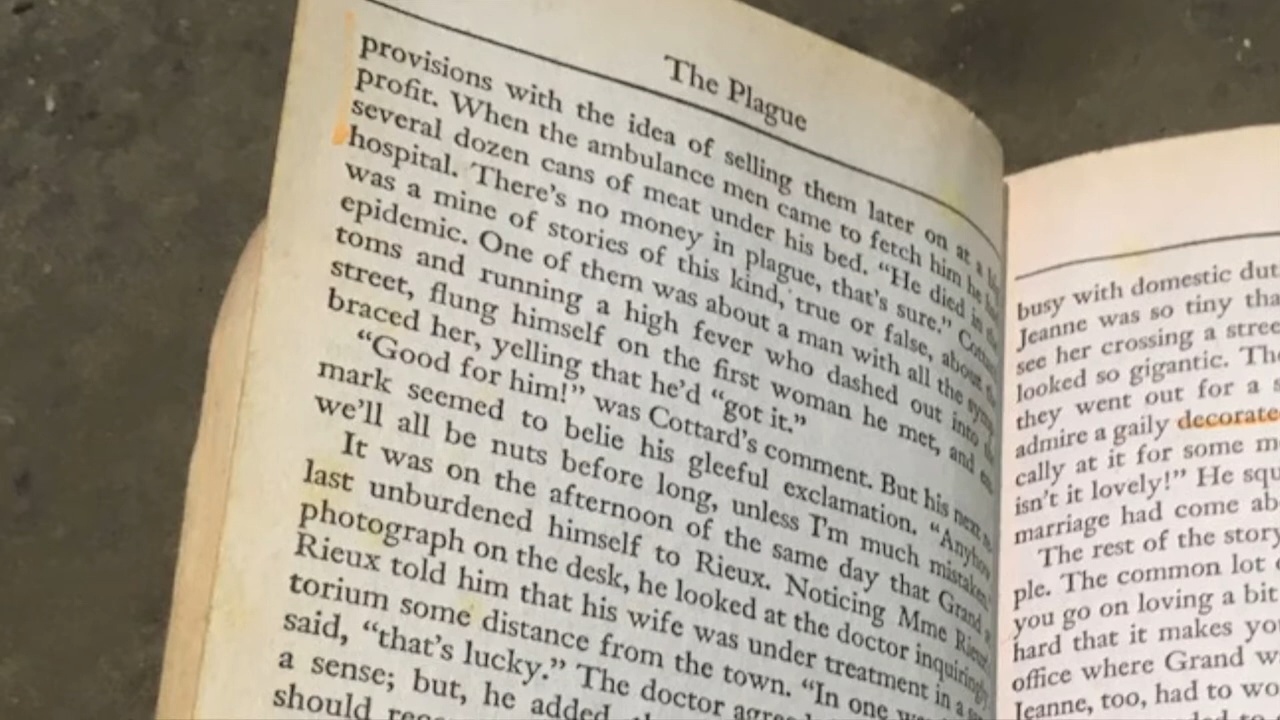 The Plague
provisions with the idea of selling them later on at a big
profit. When the ambulance men came to fetch him he had
several dozen cans of meat under his bed. "He died in the
hospital. There's no money in plague, that's sure." Cottard
was a mine of stories of this kind, true or false, about the
epidemic. One of them was about a man with all the symp-
toms and running a high fever who dashed out into the
street, flung himself on the first woman he met, and em-
braced her, yelling that he'd "got it."
"Good for him!" was Cottard's comment. But his next re-
mark seemed to belie his gleeful exclamation. "Anyhow
we'll all be nuts before long, unless I'm much mistaken."
It was on the afternoon of the same day that Grand at
last unburdened himself to Rieux. Noticing Mme Rieux's
photograph on the desk, he looked at the doctor inquiringly.
Rieux told him that his wife was under treatment in a
torium some distance from the town. "In one
said, "that's lucky." The doctor
a sense; but, he added,
should
busy with domestic
Jeanne was so tiny
see her crossing a
looked so gigantic.
they went out for a
admire a gaily
cally at it for some
isn't it lovely!" He
marriage had come
The rest of the story
ple. The common lot
you go on loving a bit
hard that it makes
office where Grand
Jeanne, too, had to